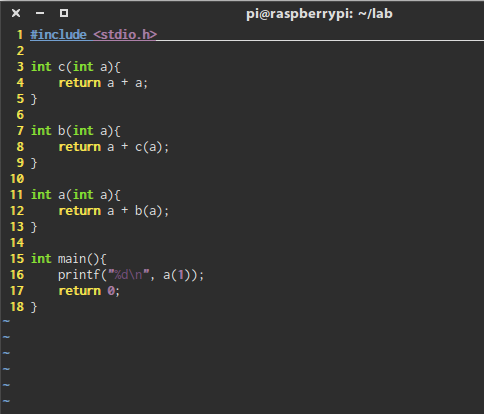 pi@raspberrypi: ~/lab
1 #include <stdio.h>
2
3 int c(int a){
4     return a + a;
5 }
6
7 int b(int a){
8     return a + c(a);
9 }
10
11 int a(int a){
12     return a + b(a);
13 }
14
15 int main(){
16     printf("%d\n", a(1));
17     return 0;
18 }
~
~
~
~
~
~